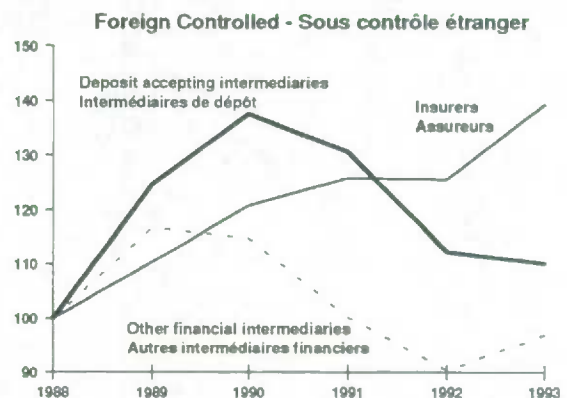 Foreign Controlled - Sous contrôle étranger
150
140
130
120
110
100
90
Deposit accepting intermediaries
Intermédiaires de dépôt
Insurers
Assureurs
Other financial intermediaries
Autres intermédiaires financiers
1988 1989 1990 1991 1992 1993